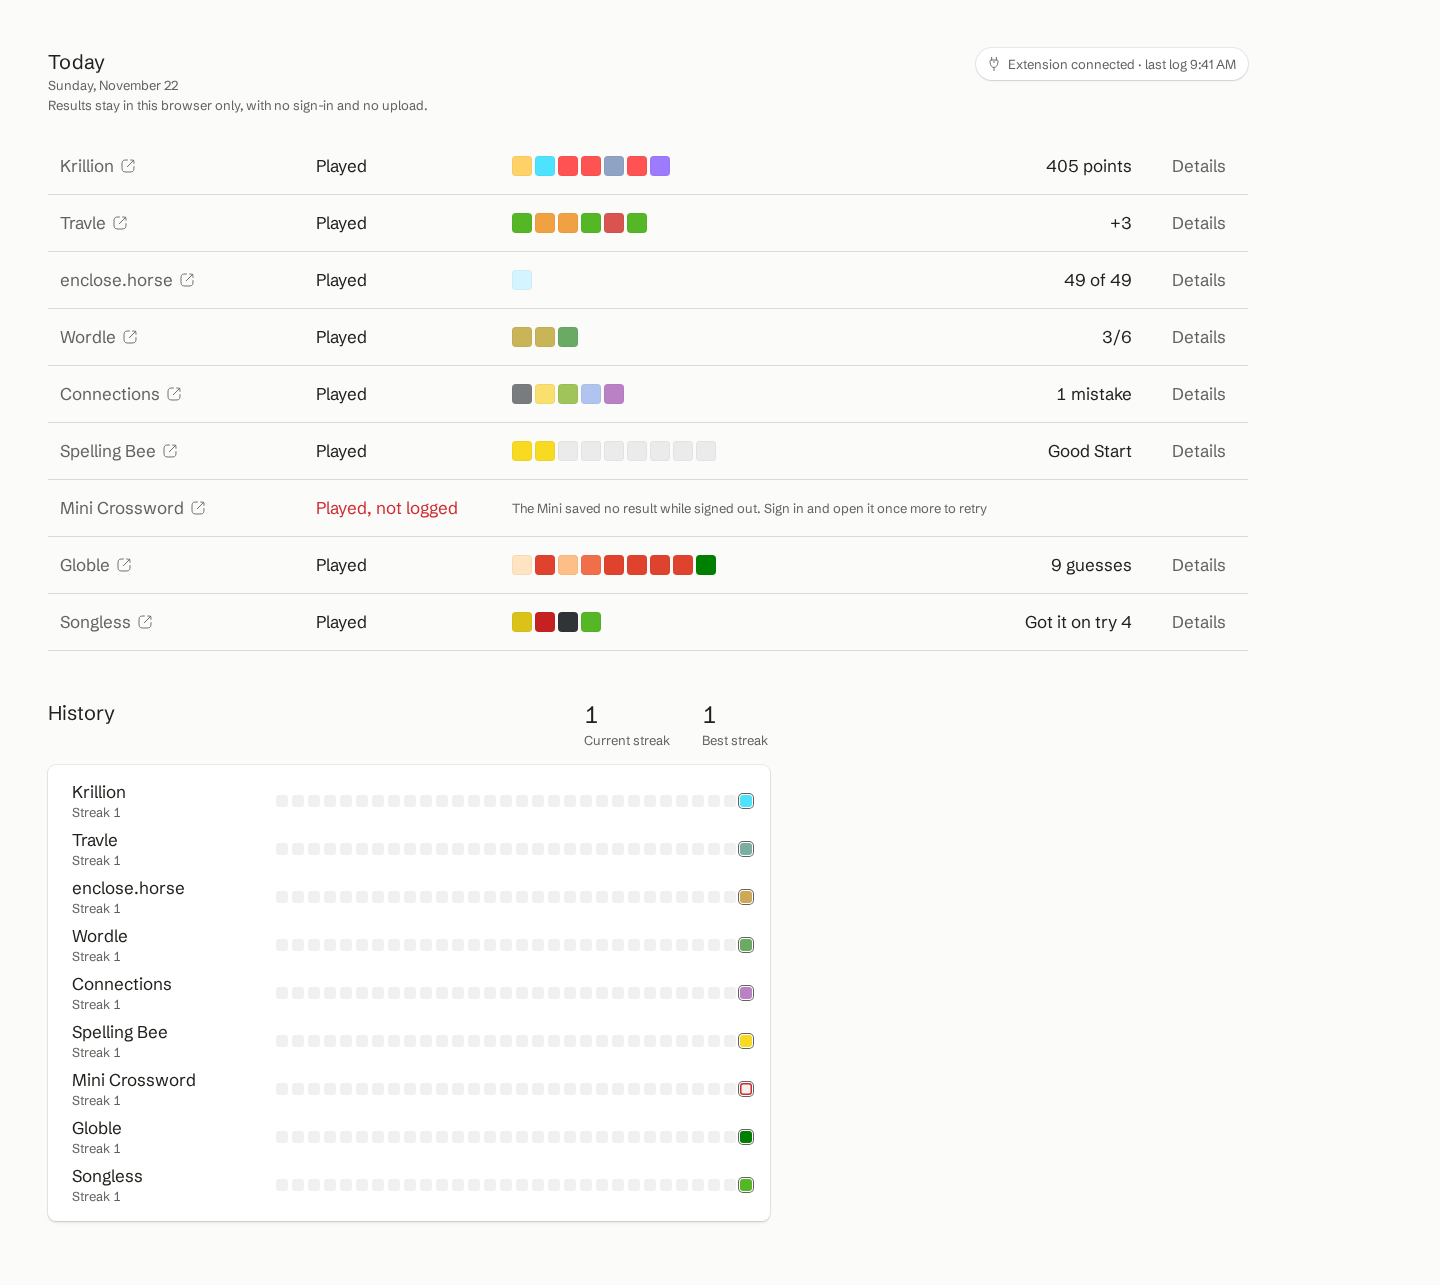 Today
Sunday, November 22
Results stay in this browser only, with no sign-in and no upload.
Extension connected · last log 9:41 AM
Krillion Played 405 points Details
Travle Played +3 Details
enclose.horse Played 49 of 49 Details
Wordle Played 3/6 Details
Connections Played 1 mistake Details
Spelling Bee Played Good Start Details
Mini Crossword Played, not logged The Mini saved no result while signed out. Sign in and open it once more to retry
Globle Played 9 guesses Details
Songless Played Got it on try 4 Details
History
1
Current streak
1
Best streak
Krillion
Streak 1
Travle
Streak 1
enclose.horse
Streak 1
Wordle
Streak 1
Connections
Streak 1
Spelling Bee
Streak 1
Mini Crossword
Streak 1
Globle
Streak 1
Songless
Streak 1